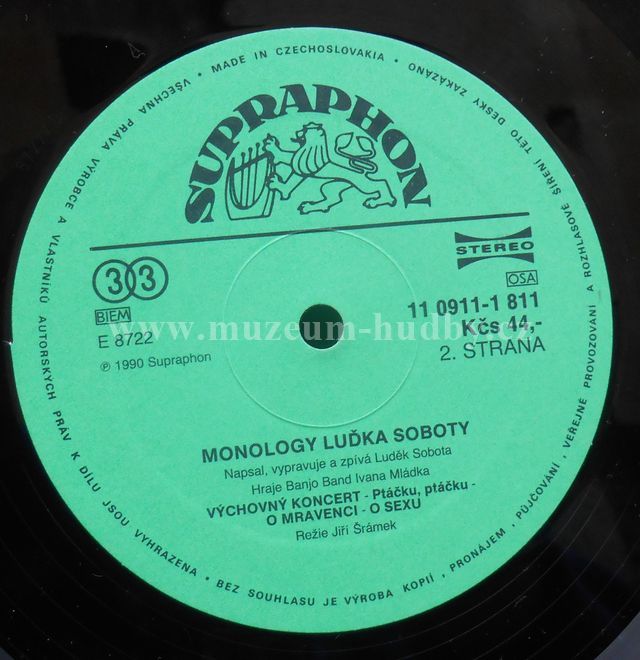 VŠECHNA PRÁVA VÝROBCE A VLASTNÍKŮ AUTORSKÝCH PRÁV K DÍLU JSOU VYHRAZENA • BEZ SOUHLASU JE VÝROBA KOPIÍ, PRONÁJEM, PŮJČOVÁNÍ, VEŘEJNÉ PROVOZOVÁNÍ A ROZHLASOVÉ ŠÍŘENÍ TÉTO DESKY ZAKÁZÁNO • MADE IN CZECHOSLOVAKIA •
SUPRAPHON
STEREO
33
OSA
BIEM
11 0911-1 811
E 8722
Kčs 44,-
www.muzeum-hudby.cz
℗ 1990 Supraphon
2. STRANA
MONOLOGY LUĎKA SOBOTY
Napsal, vypravuje a zpívá Luděk Sobota
Hraje Banjo Band Ivana Mládka
VÝCHOVNÝ KONCERT - Ptáčku, ptáčku -
O MRAVENCI - O SEXU
Režie Jiří Šrámek